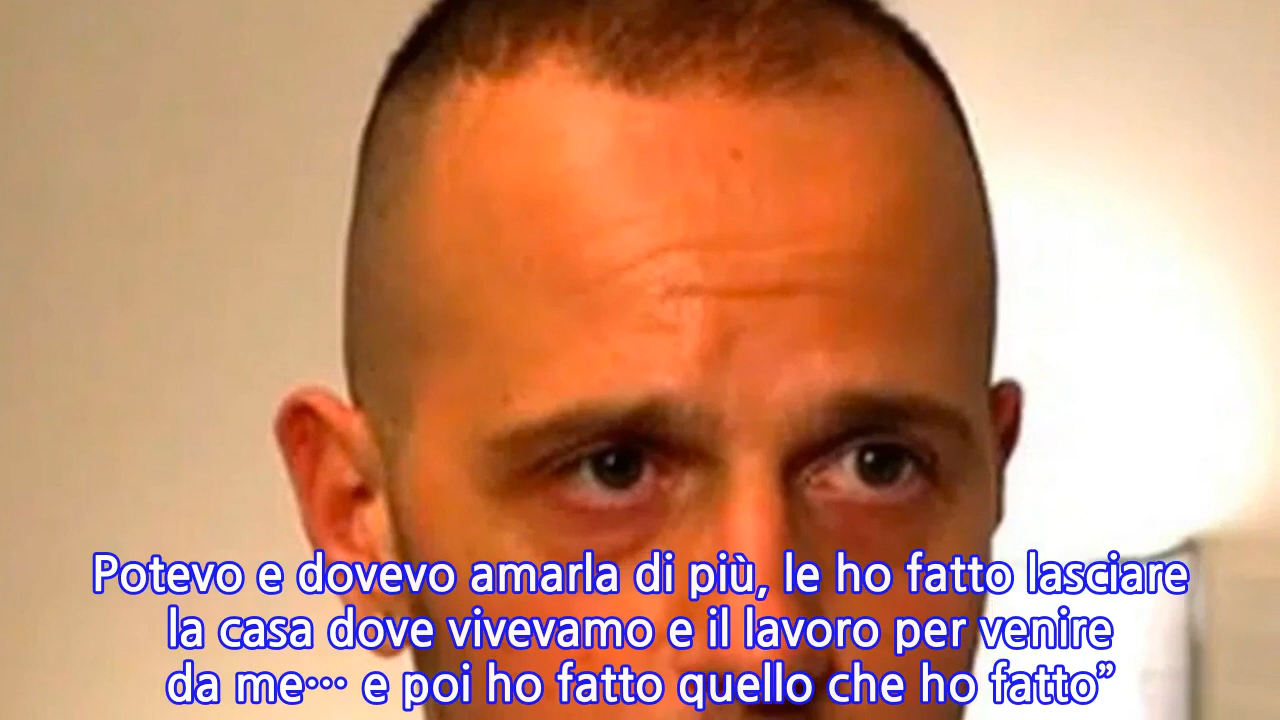 Potevo e dovevo amarla di più, le ho fatto lasciare
la casa dove vivevamo e il lavoro per venire
da me… e poi ho fatto quello che ho fatto”